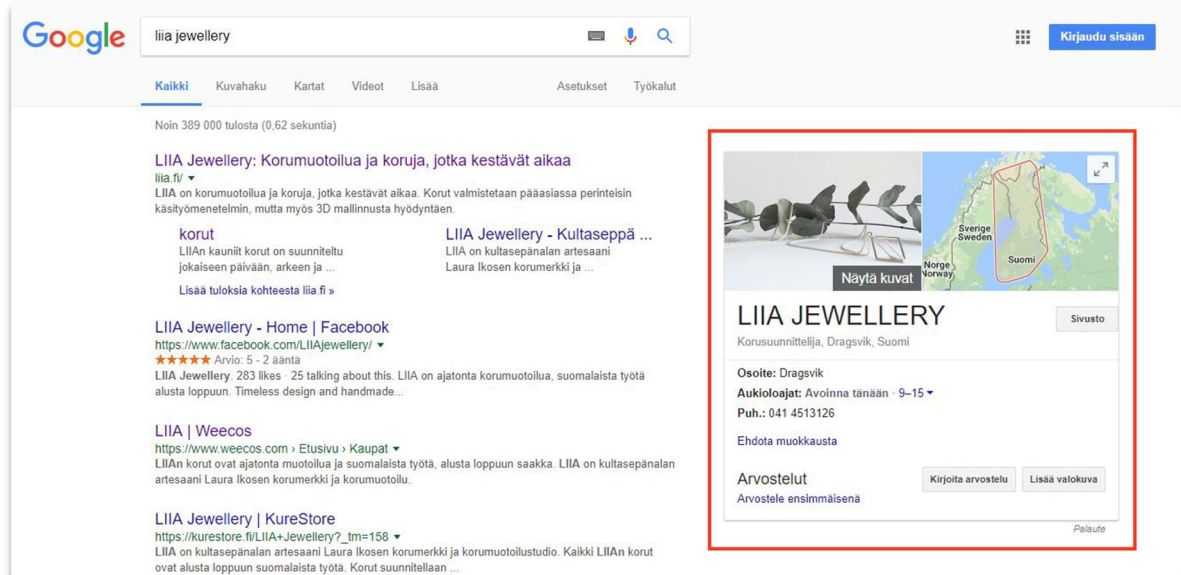 Google
liia jewellery
Kirjaudu sisään
Kaikki Kuvahaku Kartat Videot Lisää Asetukset Työkalut
Noin 389 000 tulosta (0,62 sekuntia)
LIIA Jewellery: Korumuotoilua ja koruja, jotka kestävät aikaa
liia.fi/
LIIA on korumuotoilua ja koruja, jotka kestävät aikaa. Korut valmistetaan pääasiassa perinteisin
käsityömenetelmin, mutta myös 3D mallinnusta hyödyntäen.
korut
LIIAn kauniit korut on suunniteltu
jokaiseen päivään, arkeen ja ...
LIIA Jewellery - Kultaseppä ...
LIIA on kultasepänalan artesaani
Laura Ikosen korumerkki ja ...
Lisää tuloksia kohteesta liia.fi »
LIIA Jewellery - Home | Facebook
https://www.facebook.com/LIIAjewellery/
★★★★★ Arvio: 5 - 2 ääntä
LIIA Jewellery. 283 likes · 25 talking about this. LIIA on ajatonta korumuotoilua, suomalaista työtä
alusta loppuun. Timeless design and handmade...
LIIA | Weecos
https://www.weecos.com › Etusivu › Kaupat
LIIAn korut ovat ajatonta muotoilua ja suomalaista työtä, alusta loppuun saakka. LIIA on kultasepänalan
artesaani Laura Ikosen korumerkki ja korumuotoilu.
LIIA Jewellery | KureStore
https://kurestore.fi/LIIA+Jewellery?_tm=158
LIIA on kultasepänalan artesaani Laura Ikosen korumerkki ja korumuotoilustudio. Kaikki LIIAn korut
ovat alusta loppuun suomalaista työtä. Korut suunnitellaan ...
Näytä kuvat
Sverige
Sweden
Norge
Norway
Suomi
LIIA JEWELLERY
Sivusto
Korusuunnittelija, Dragsvik, Suomi
Osoite: Dragsvik
Aukioloajat: Avoinna tänään · 9–15
Puh.: 041 4513126
Ehdota muokkausta
Arvostelut
Kirjoita arvostelu
Lisää valokuva
Arvostele ensimmäisenä
Palaute